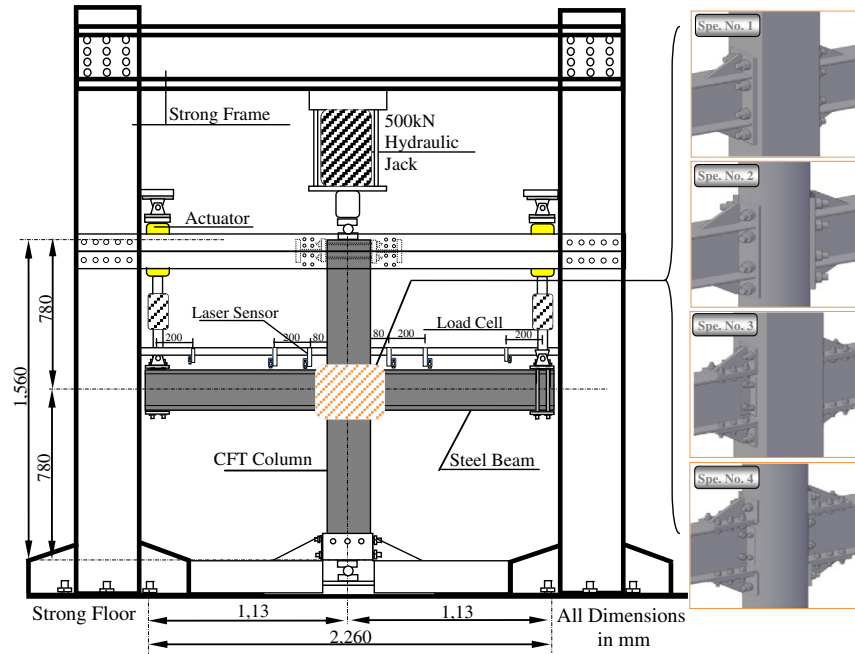 Spe. No. 1
500kN
Hydraulic
Jack
Strong Frame
Spe. No. 2
Actuator
780
Laser Sensor
Load Cell
200
200
80
80
200
200
Spe. No. 3
1,560
780
CFT Column
Steel Beam
Spe. No. 4
Strong Floor
1,13
1,13
All Dimensions
in mm
2,260